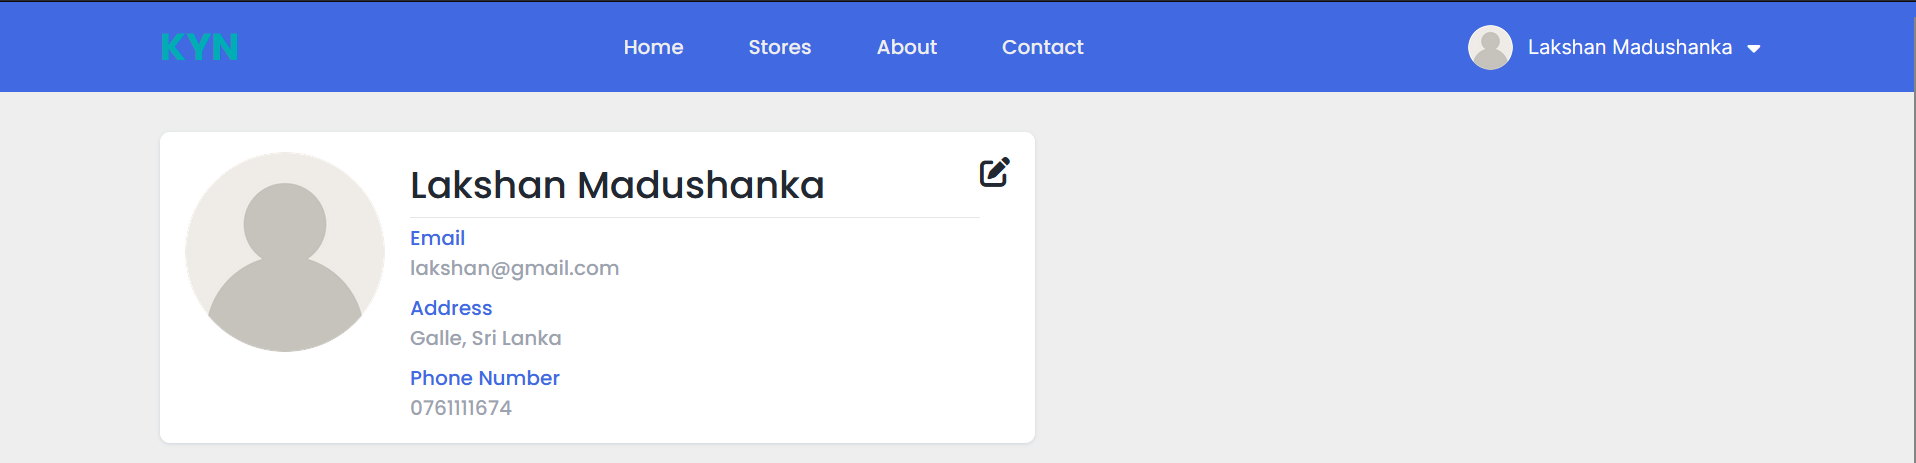 KYN Home Stores About Contact Lakshan Madushanka
Lakshan Madushanka
Email
lakshan@gmail.com
Address
Galle, Sri Lanka
Phone Number
0761111674